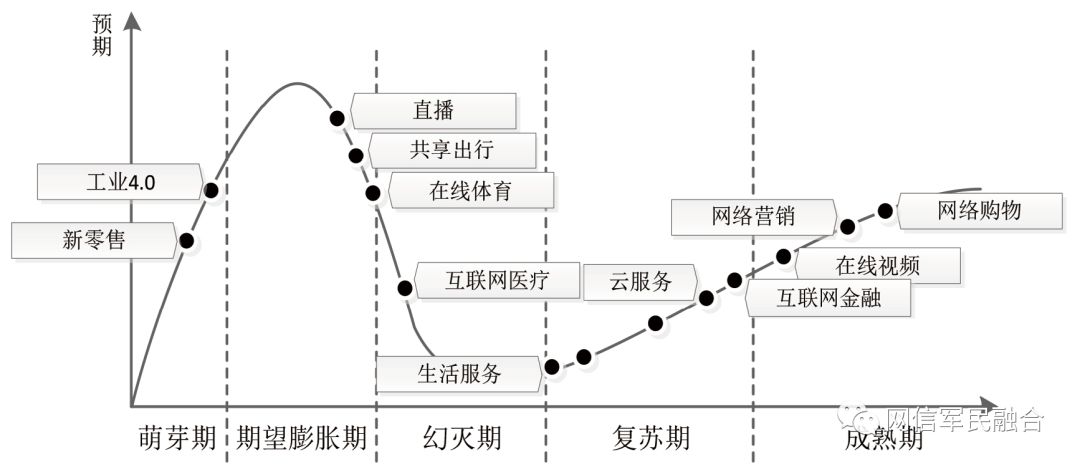 预期
直播
共享出行
工业4.0
在线体育
新零售
网络营销
网络购物
互联网医疗
云服务
在线视频
互联网金融
生活服务
萌芽期
期望膨胀期
幻灭期
复苏期
成熟期
网信军民融合